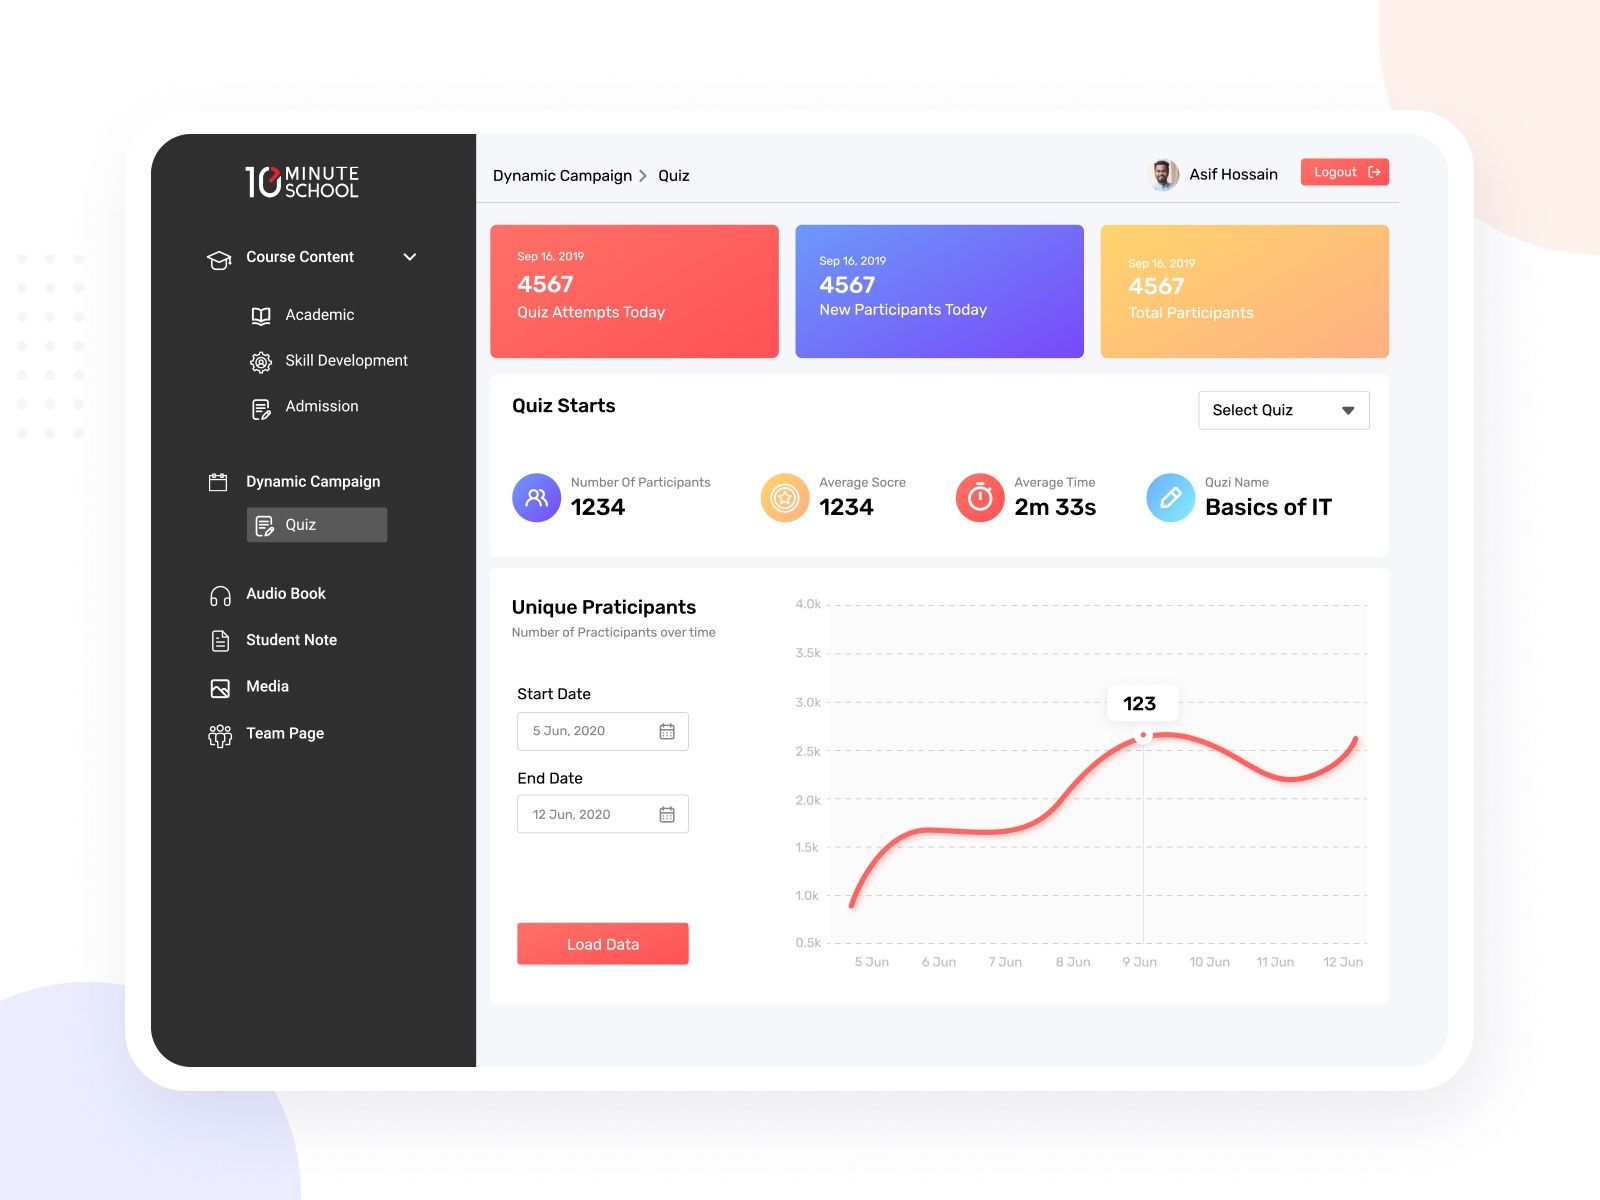 10 MINUTE
SCHOOL
Course Content
Academic
Skill Development
Admission
Dynamic Campaign
Quiz
Audio Book
Student Note
Media
Team Page
Dynamic Campaign > Quiz
Asif Hossain
Logout
Sep 16, 2019
4567
Quiz Attempts Today
Sep 16, 2019
4567
New Participants Today
Sep 16, 2019
4567
Total Participants
Quiz Starts
Select Quiz
Number Of Participants
1234
Average Socre
1234
Average Time
2m 33s
Quzi Name
Basics of IT
Unique Praticipants
Number of Practicipants over time
Start Date
5 Jun, 2020
End Date
12 Jun, 2020
Load Data
4.0k
3.5k
3.0k
2.5k
2.0k
1.5k
1.0k
0.5k
123
5 Jun 6 Jun 7 Jun 8 Jun 9 Jun 10 Jun 11 Jun 12 Jun